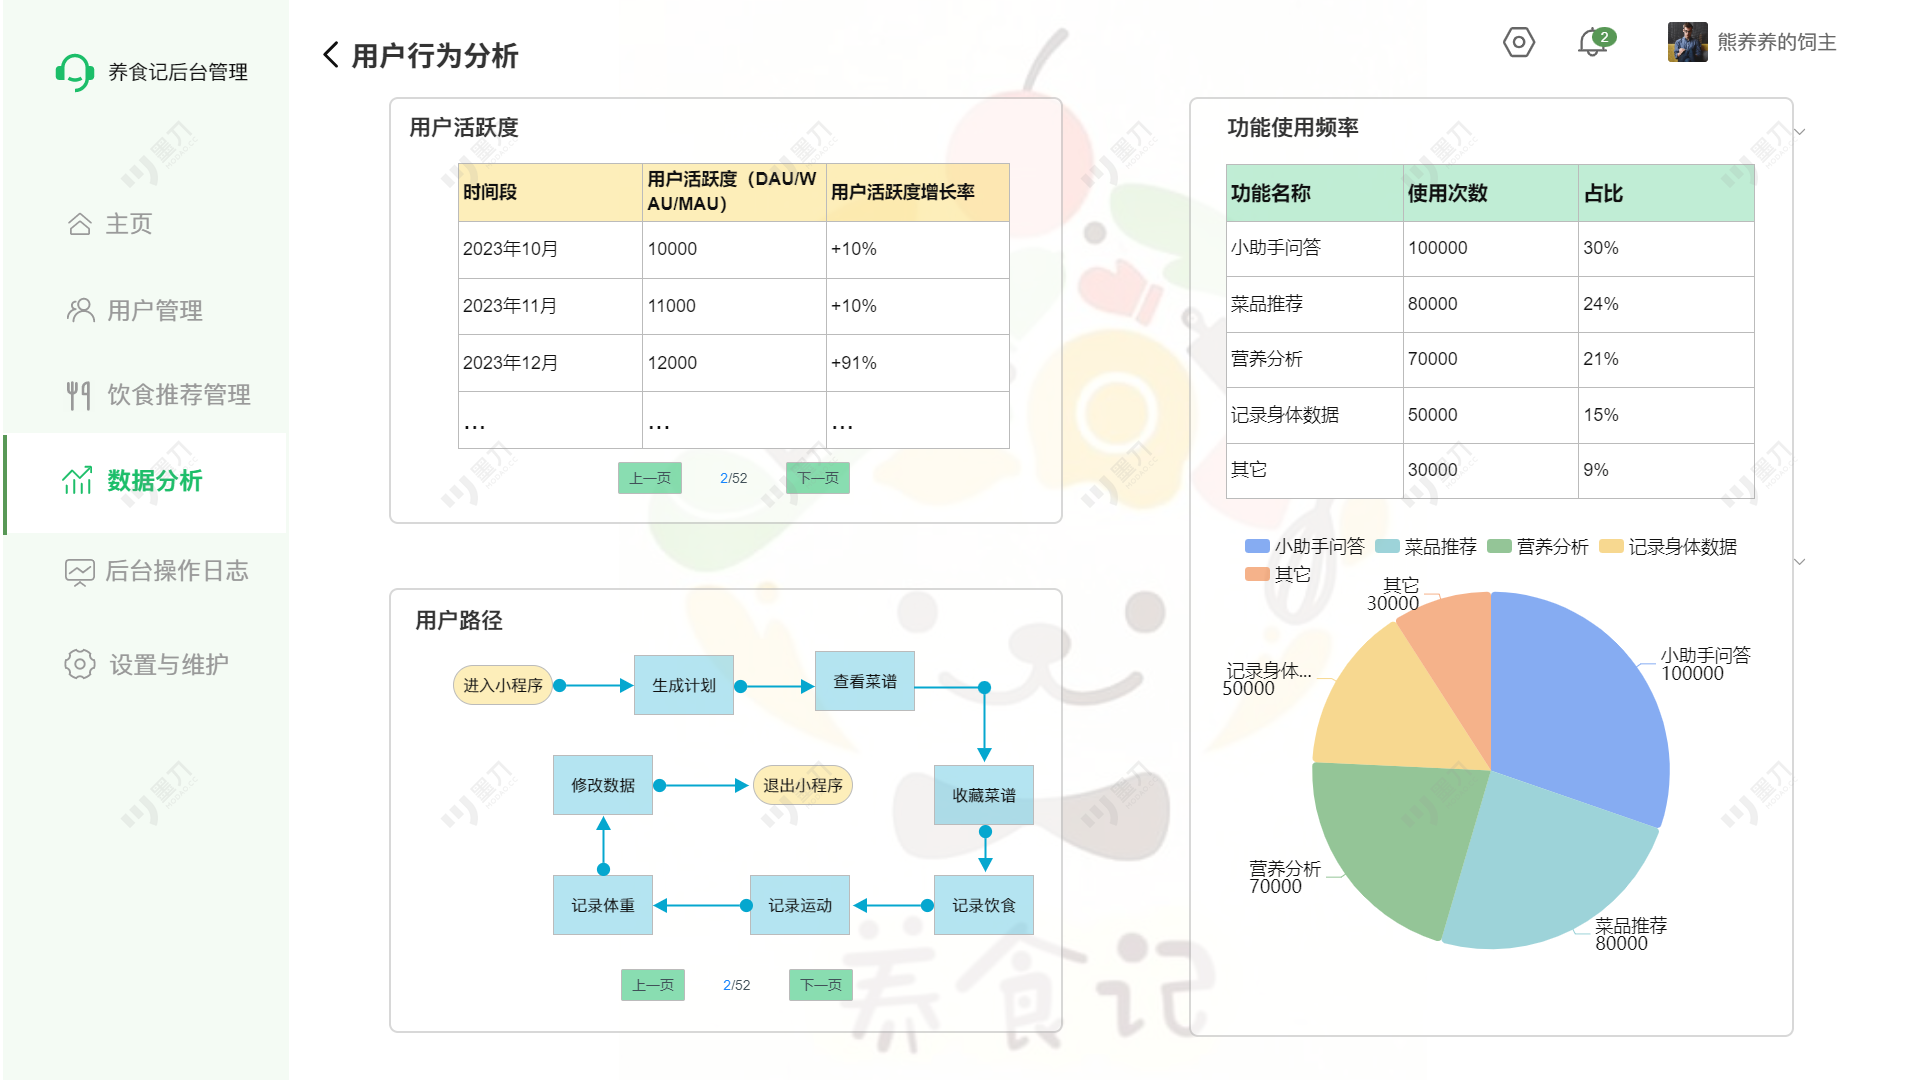 养食记后台管理
主页
用户管理
饮食推荐管理
数据分析
后台操作日志
设置与维护
用户行为分析
2
熊养养的饲主
用户活跃度
时间段 用户活跃度（DAU/W
AU/MAU） 用户活跃度增长率
2023年10月 10000 +10%
2023年11月 11000 +10%
2023年12月 12000 +91%
... ... ...
上一页 2/52 下一页
用户路径
进入小程序 生成计划 查看菜谱
修改数据 退出小程序 收藏菜谱
记录体重 记录运动 记录饮食
上一页 2/52 下一页
功能使用频率
功能名称 使用次数 占比
小助手问答 100000 30%
菜品推荐 80000 24%
营养分析 70000 21%
记录身体数据 50000 15%
其它 30000 9%
小助手问答 菜品推荐 营养分析 记录身体数据
其它
其它
30000
小助手问答
100000
记录身体...
50000
营养分析
70000
菜品推荐
80000
养食记
墨刀
MODAO.CC